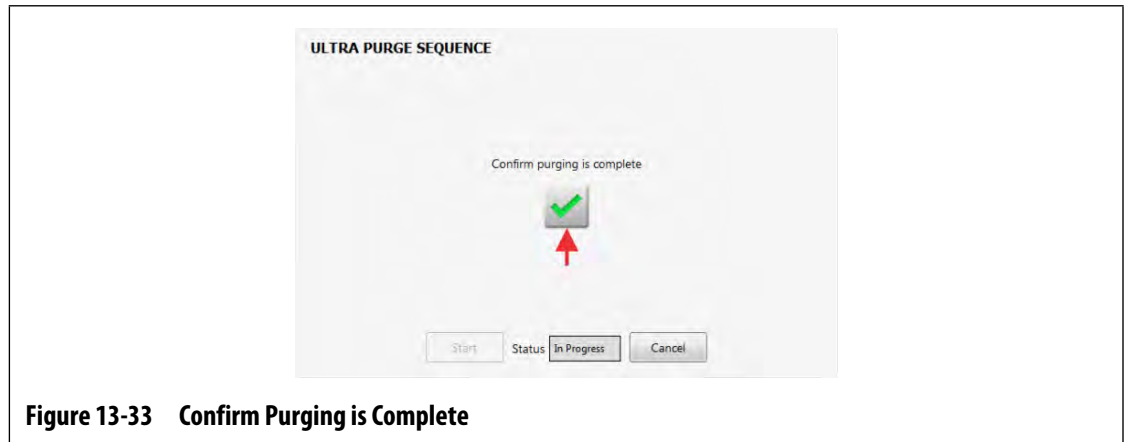 ULTRA PURGE SEQUENCE
Confirm purging is complete
Start Status In Progress Cancel
Figure 13-33 Confirm Purging is Complete